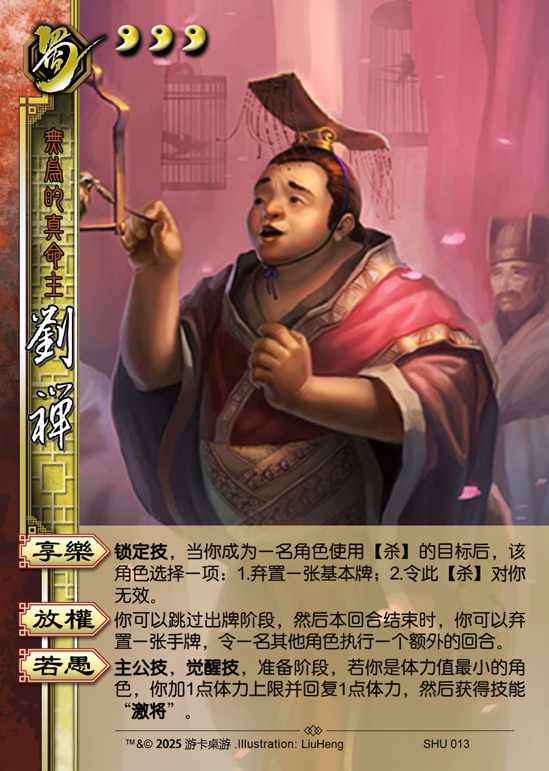 蜀
無為的真命主
劉禪
享樂
锁定技，当你成为一名角色使用【杀】的目标后，该
角色选择一项：1.弃置一张基本牌；2.令此【杀】对你
无效。
放權
你可以跳过出牌阶段，然后本回合结束时，你可以弃
置一张手牌，令一名其他角色执行一个额外的回合。
若愚
主公技，觉醒技，准备阶段，若你是体力值最小的角
色，你加1点体力上限并回复1点体力，然后获得技能
“激将”。
™&© 2025 游卡桌游 .Illustration: LiuHeng
SHU 013